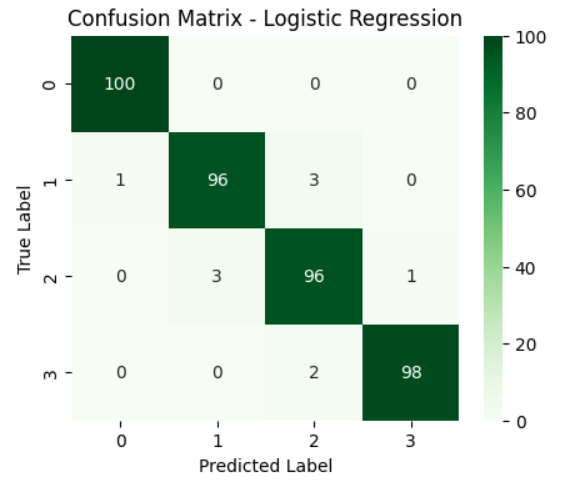 Confusion Matrix - Logistic Regression
True Label
0 100 0 0 0
1 1 96 3 0
2 0 3 96 1
3 0 0 2 98
0 1 2 3
Predicted Label
100
80
60
40
20
0